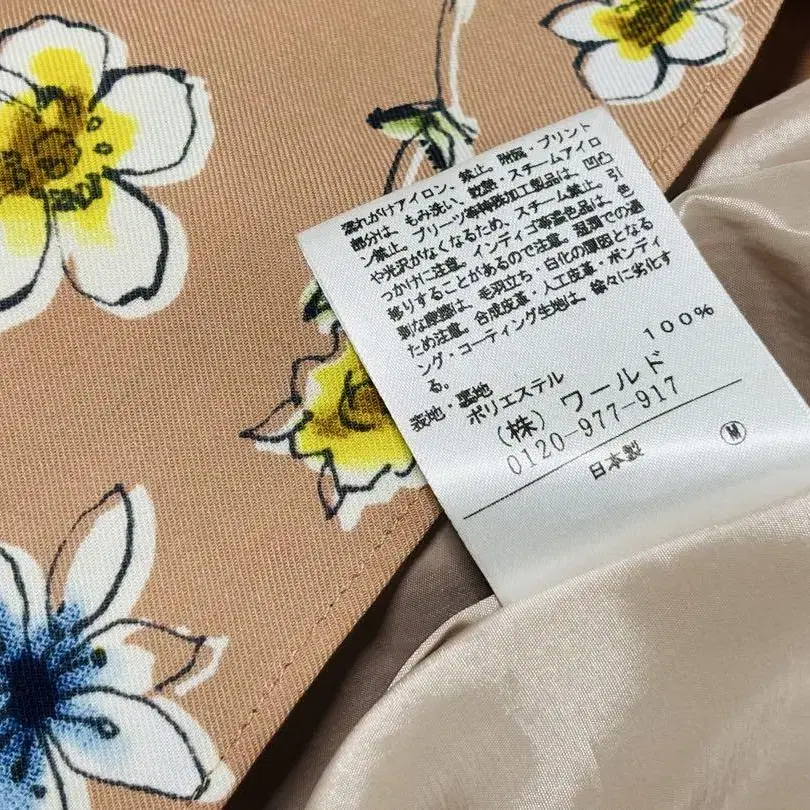 濡れがけアイロン、禁止。附属・プリント
部分は、もみ洗い、乾熱・スチームアイロ
ン禁止。プリーツ等特殊加工製品は、凹凸
や光沢がなくなるため、スチーム禁止。引
っかけに注意。インディゴ等濃色品は、色
移りすることがあるので注意。乱闘での過
剰な摩擦は、毛羽立ち・白化の原因となる
ため注意。合成皮革・人工皮革・ボンディ
ング・コーティング生地は、徐々に劣化す
る。
表地・裏地
ポリエステル 100%
(株) ワールド
0120-977-917
日本製 M